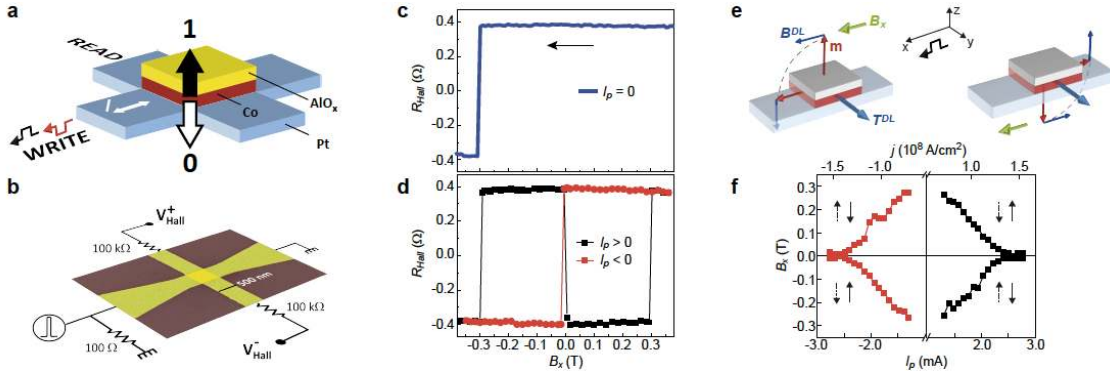 a
READ
1
AlOx
Co
Pt
I
WRITE
0
b
V+Hall
100 kΩ
500 nm
100 kΩ
100 Ω
V-Hall
c
0.4
0.2
0.0
-0.2
-0.4
RHall (Ω)
Ip = 0
d
0.4
0.2
0.0
-0.2
-0.4
RHall (Ω)
Ip > 0
Ip < 0
-0.3 -0.2 -0.1 0.0 0.1 0.2 0.3
Bx (T)
e
BDL
Bx
m
TDL
z
x
y
f
j (10^8 A/cm^2)
-1.5 -1.0 1.0 1.5
0.3
0.2
0.1
0.0
-0.1
-0.2
-0.3
Bx (T)
-3.0 -2.0 2.0 3.0
Ip (mA)